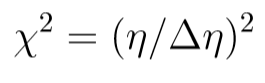 χ² = (η/Δη)²